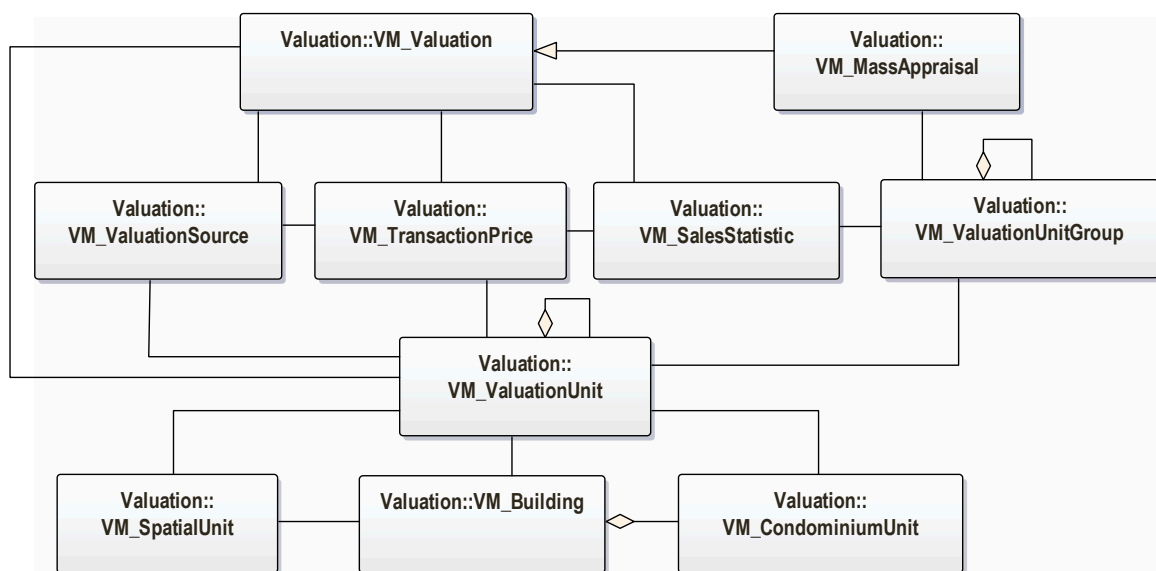 Valuation::VM_Valuation
Valuation::
VM_MassAppraisal
Valuation::
VM_ValuationSource
Valuation::
VM_TransactionPrice
Valuation::
VM_SalesStatistic
Valuation::
VM_ValuationUnitGroup
Valuation::
VM_ValuationUnit
Valuation::
VM_SpatialUnit
Valuation::VM_Building
Valuation::
VM_CondominiumUnit